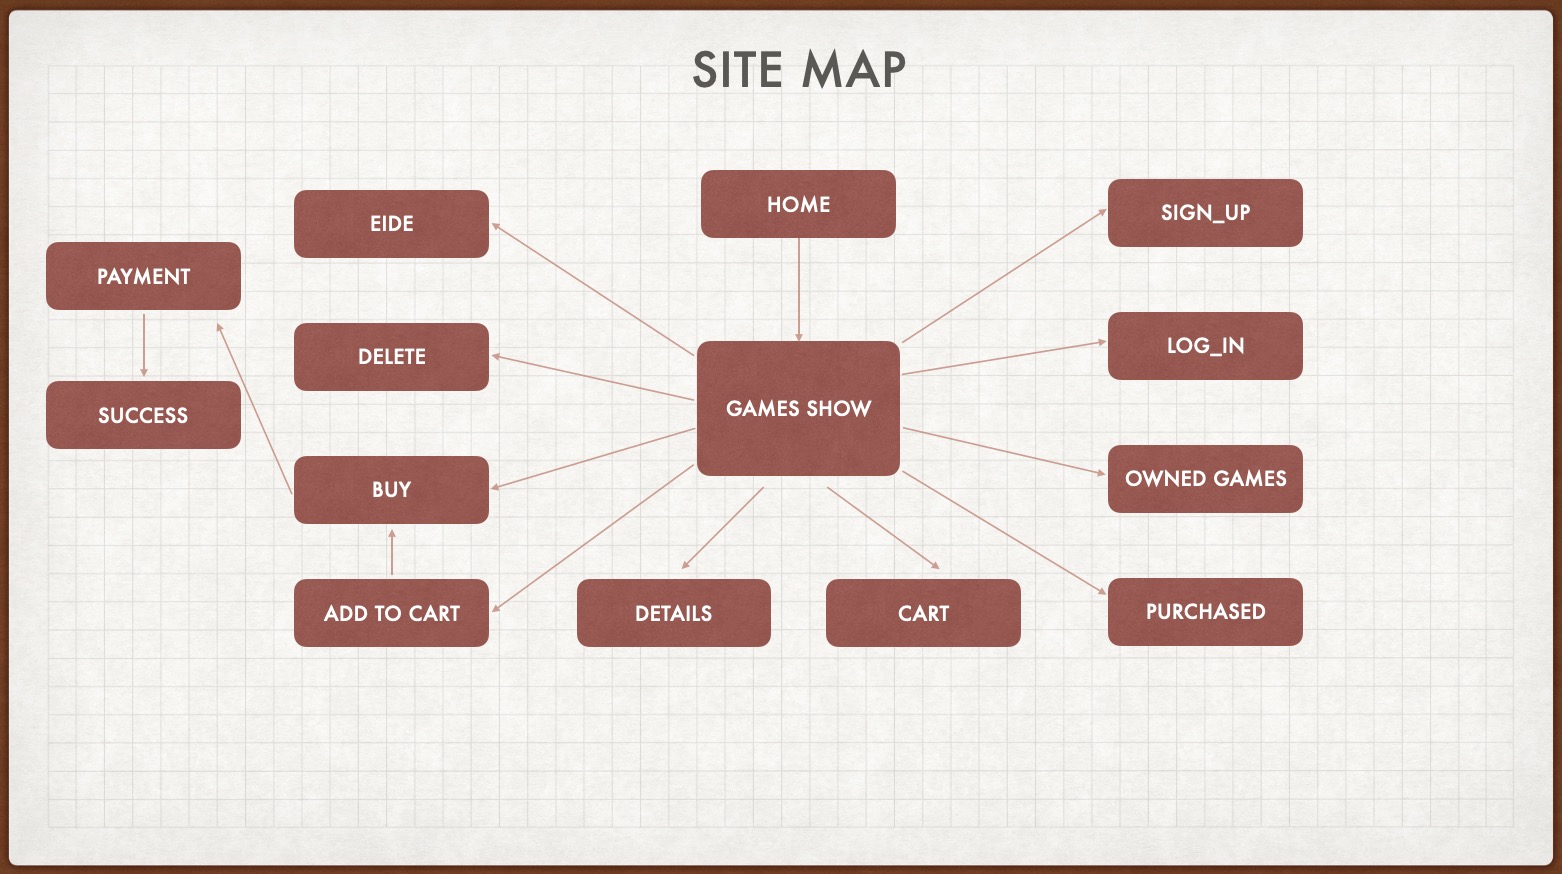 SITE MAP
HOME
EIDE
SIGN_UP
PAYMENT
DELETE
LOG_IN
GAMES SHOW
SUCCESS
BUY
OWNED GAMES
ADD TO CART
DETAILS
CART
PURCHASED